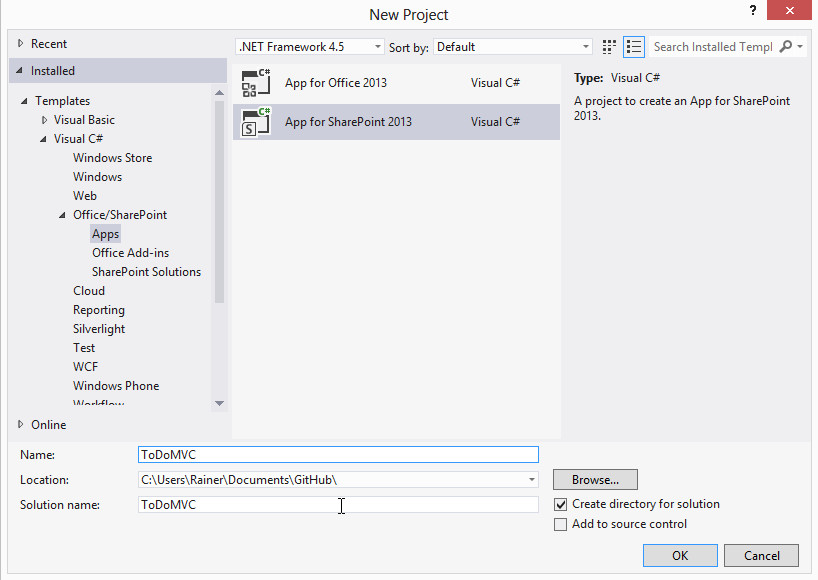 New Project
?
Recent
.NET Framework 4.5
Sort by: Default
Search Installed Templ
Installed
Templates
Visual Basic
Visual C#
Windows Store
Windows
Web
Office/SharePoint
Apps
Office Add-ins
SharePoint Solutions
Cloud
Reporting
Silverlight
Test
WCF
Windows Phone
Workflow
Online
C#
App for Office 2013
Visual C#
C#
S
App for SharePoint 2013
Visual C#
Type: Visual C#
A project to create an App for SharePoint
2013.
Name: ToDoMVC
Location: C:\Users\Rainer\Documents\GitHub\
Browse...
Solution name: ToDoMVC
Create directory for solution
Add to source control
OK
Cancel